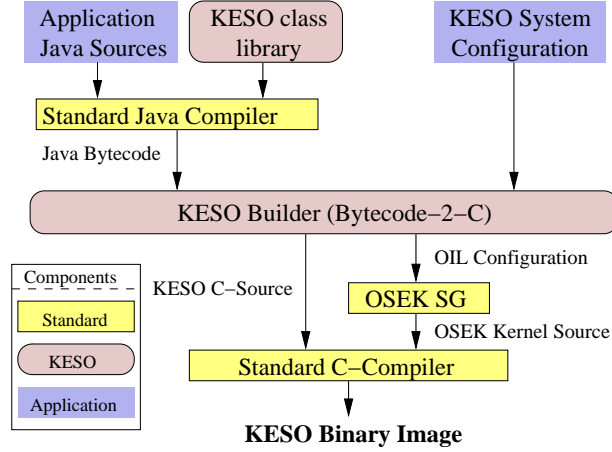 Application
Java Sources
KESO class
library
KESO System
Configuration
Standard Java Compiler
Java Bytecode
KESO Builder (Bytecode−2−C)
OIL Configuration
KESO C−Source
OSEK SG
OSEK Kernel Source
Standard C−Compiler
KESO Binary Image
Components
Standard
KESO
Application